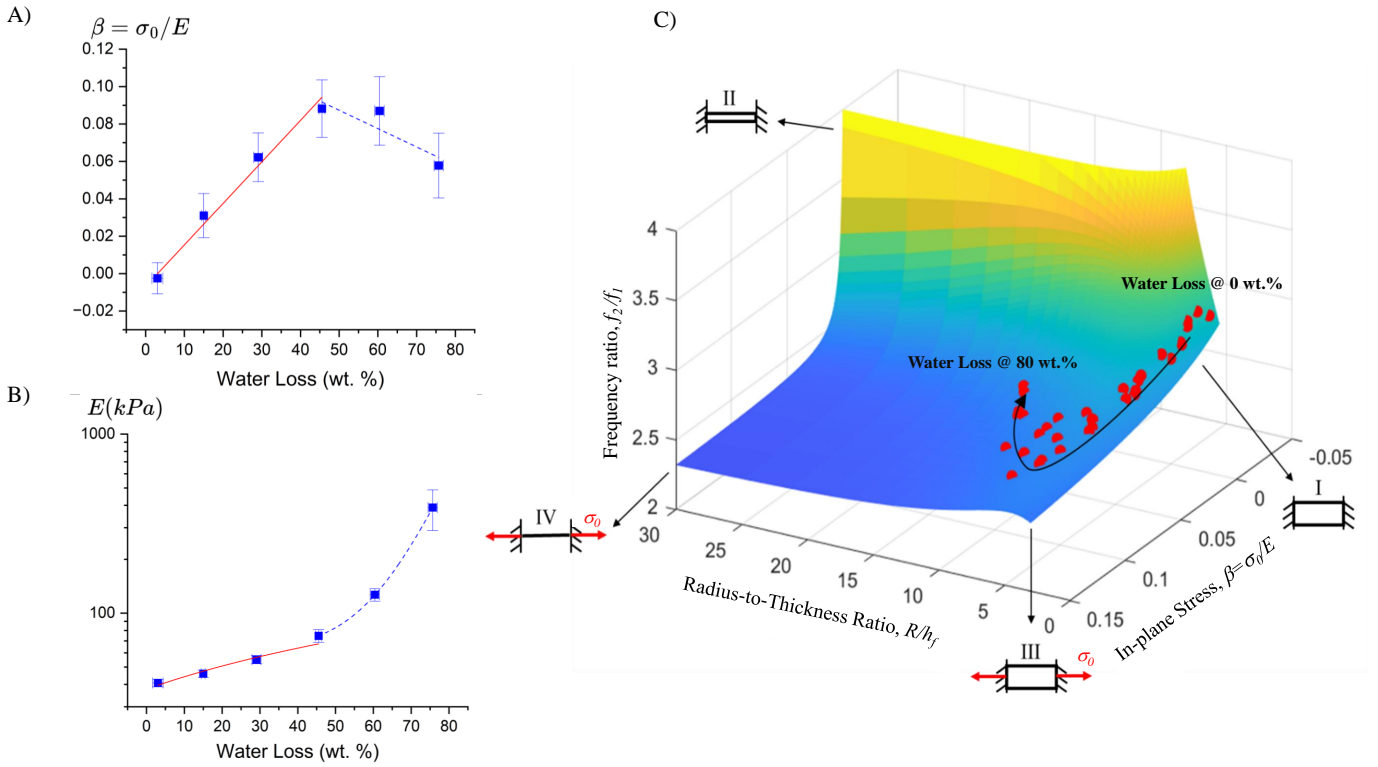 A)
β = σ0/E
0.12
0.10
0.08
0.06
0.04
0.02
0.00
−0.02
0 10 20 30 40 50 60 70 80
Water Loss (wt. %)
B)
E(kPa)
1000
100
0 10 20 30 40 50 60 70 80
Water Loss (wt. %)
C)
II
4
3.5
3
2.5
2
Frequency ratio, f2/f1
Water Loss @ 0 wt.%
Water Loss @ 80 wt.%
30
25
20
15
10
5
0
Radius-to-Thickness Ratio, R/hf
-0.05
0
0.05
0.1
0.15
In-plane Stress, β=σ0/E
I
IV
σ0
III
σ0